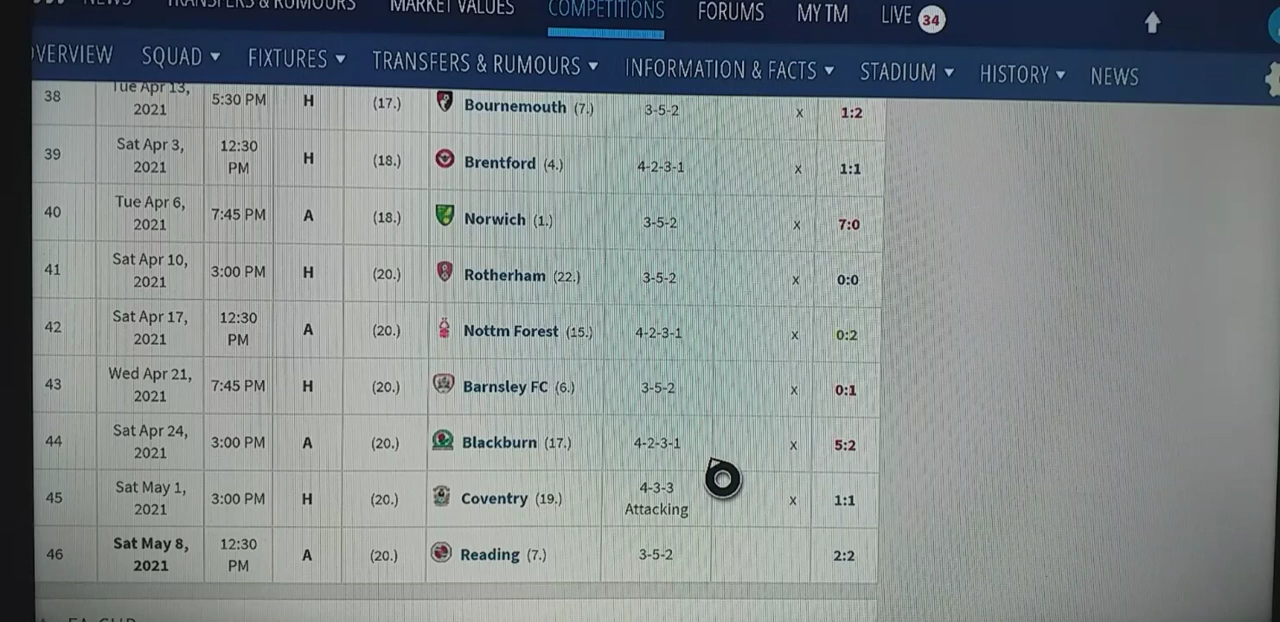 NEWS TRANSFERS & RUMOURS MARKET VALUES COMPETITIONS FORUMS MY TM LIVE 34
OVERVIEW SQUAD FIXTURES TRANSFERS & RUMOURS INFORMATION & FACTS STADIUM HISTORY NEWS
38 Tue Apr 13, 2021 5:30 PM H (17.) Bournemouth (7.) 3-5-2 x 1:2
39 Sat Apr 3, 2021 12:30 PM H (18.) Brentford (4.) 4-2-3-1 x 1:1
40 Tue Apr 6, 2021 7:45 PM A (18.) Norwich (1.) 3-5-2 x 7:0
41 Sat Apr 10, 2021 3:00 PM H (20.) Rotherham (22.) 3-5-2 x 0:0
42 Sat Apr 17, 2021 12:30 PM A (20.) Nottm Forest (15.) 4-2-3-1 x 0:2
43 Wed Apr 21, 2021 7:45 PM H (20.) Barnsley FC (6.) 3-5-2 x 0:1
44 Sat Apr 24, 2021 3:00 PM A (20.) Blackburn (17.) 4-2-3-1 x 5:2
45 Sat May 1, 2021 3:00 PM H (20.) Coventry (19.) 4-3-3 Attacking x 1:1
46 Sat May 8, 2021 12:30 PM A (20.) Reading (7.) 3-5-2 2:2